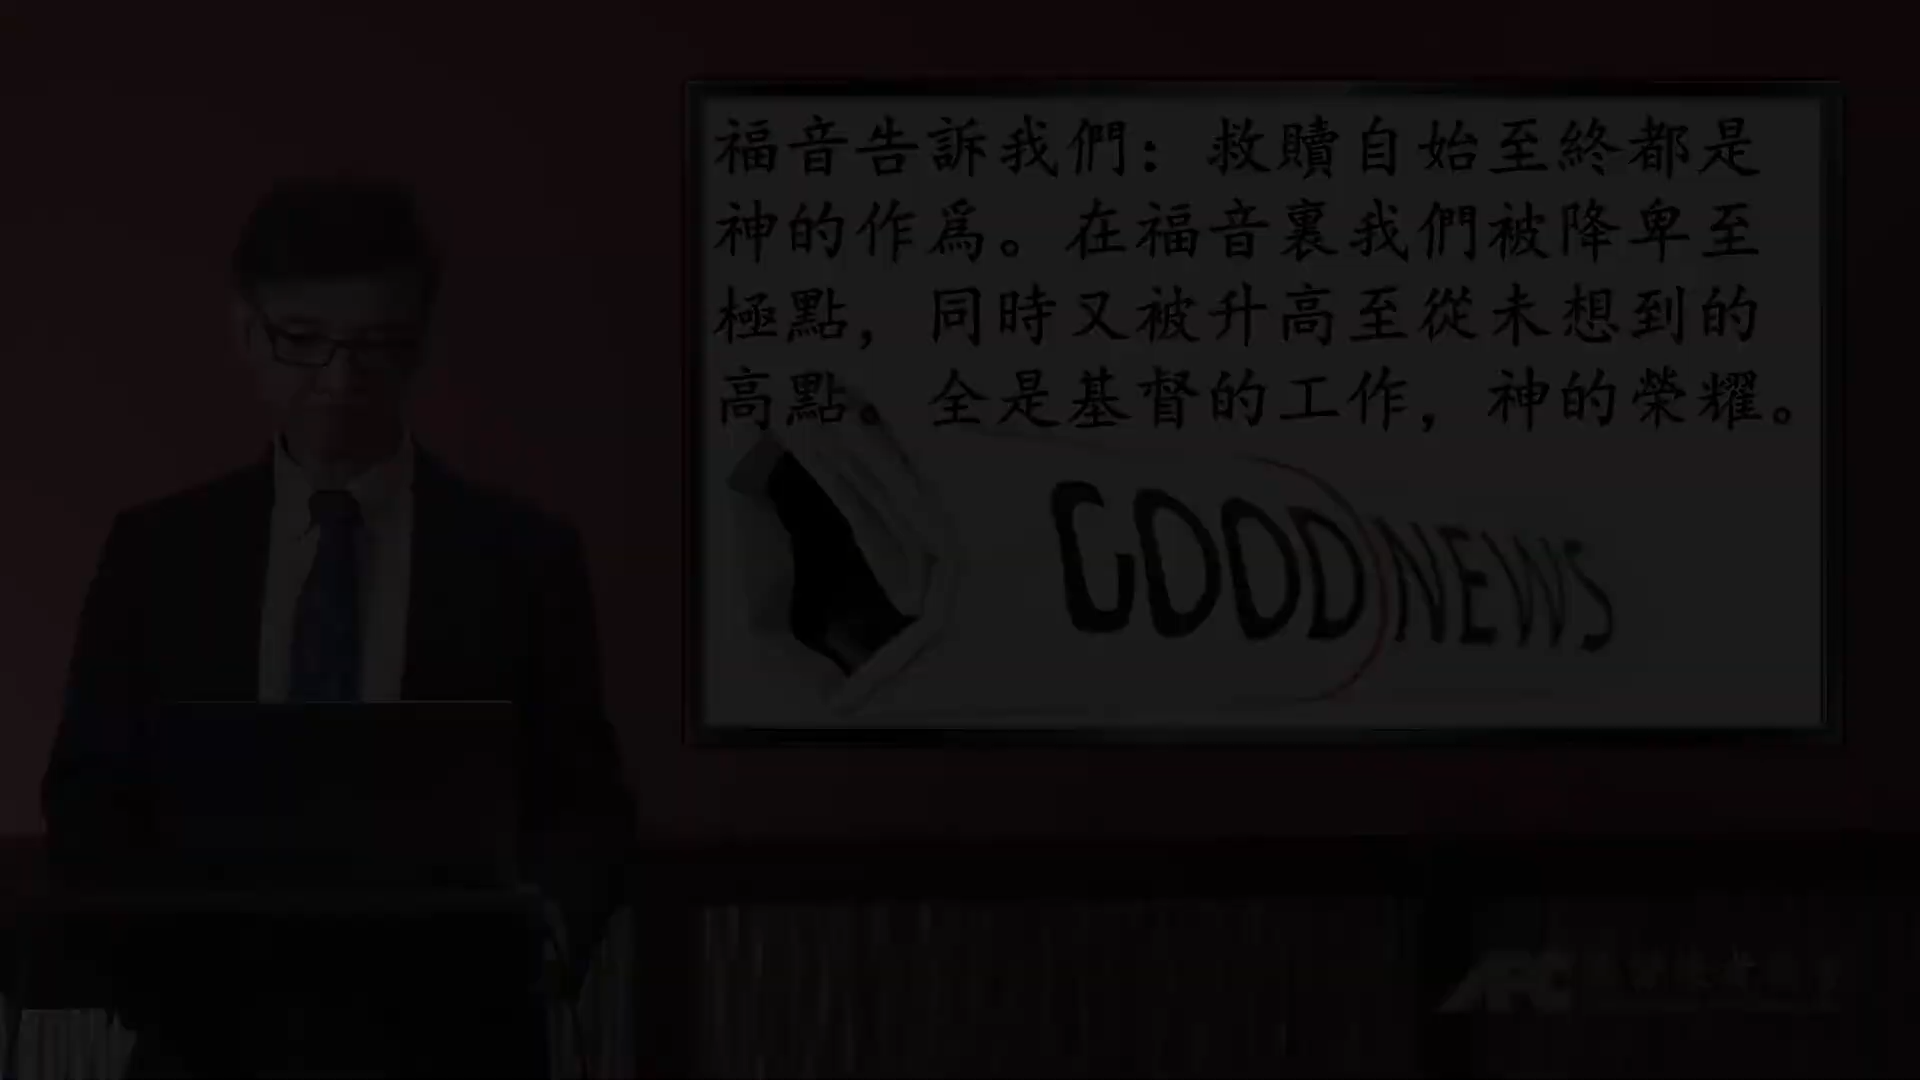 福音告訴我們：救贖自始至終都是
神的作爲。在福音裏我們被降卑至
極點，同時又被升高至從未想到的
高點。全是基督的工作，神的榮耀。
GOOD NEWS
APC